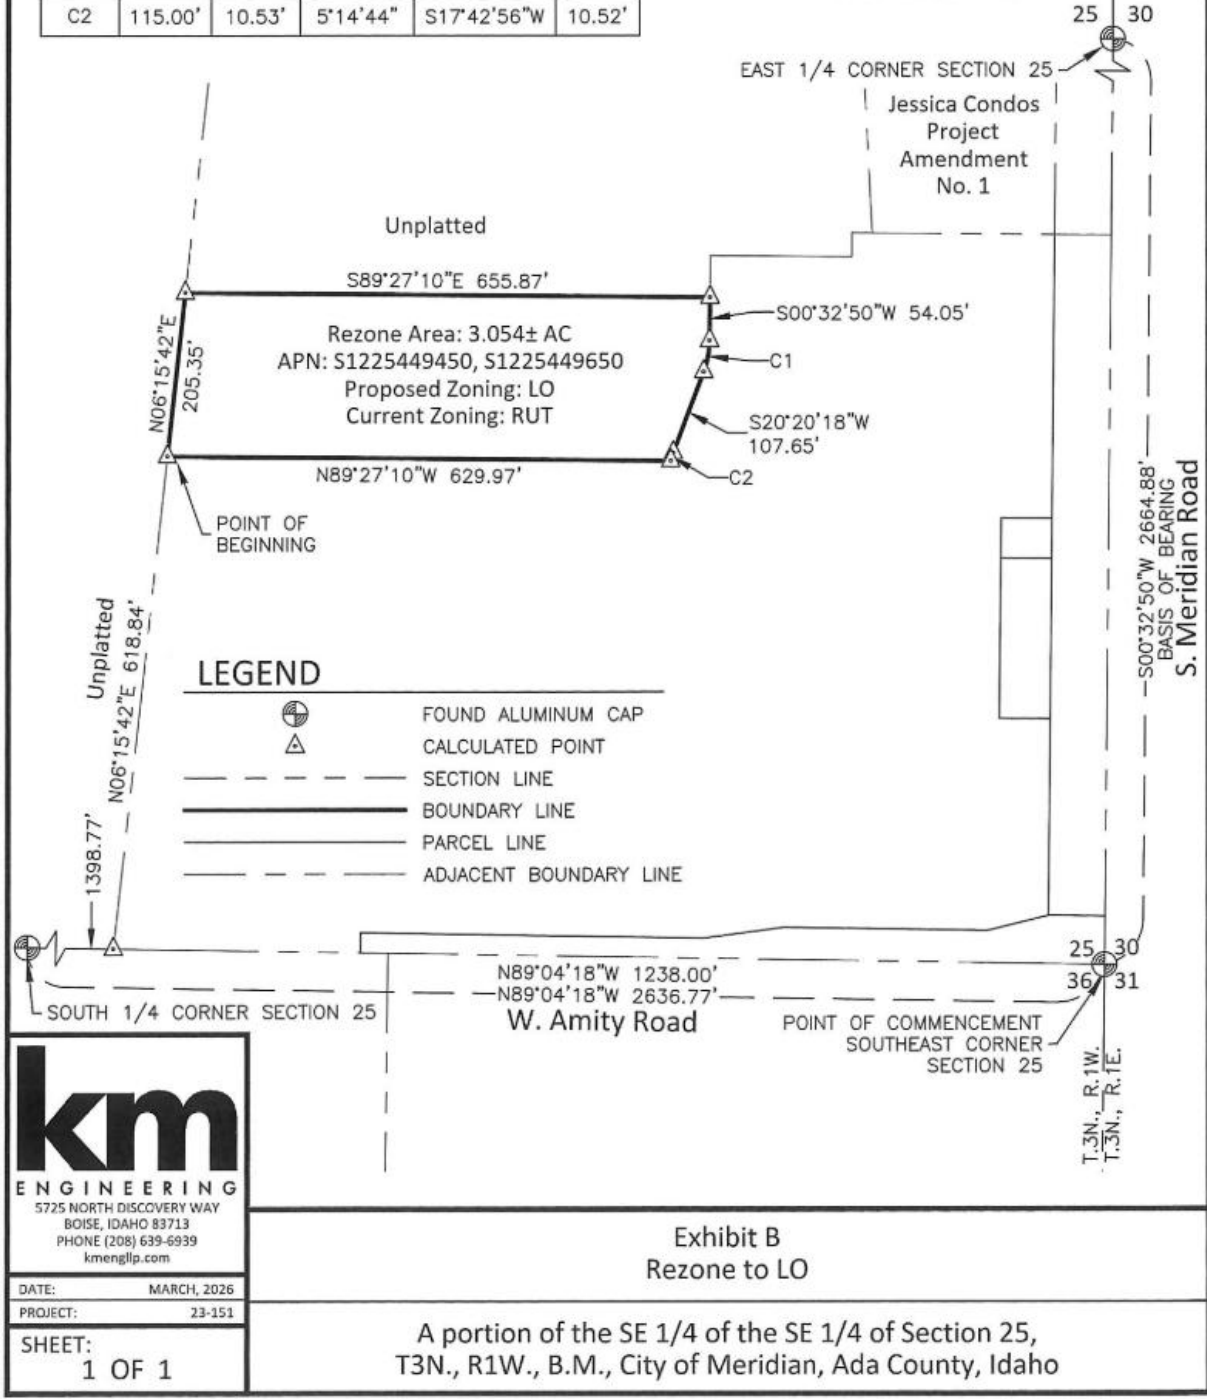 C2 115.00' 10.53' 5°14'44" S17°42'56"W 10.52'
25 30
EAST 1/4 CORNER SECTION 25
Jessica Condos
Project
Amendment
No. 1
Unplatted
S89°27'10"E 655.87'
S00°32'50"W 54.05'
N06°15'42"E
205.35'
Rezone Area: 3.054± AC
APN: S1225449450, S1225449650
Proposed Zoning: LO
Current Zoning: RUT
C1
S20°20'18"W
107.65'
N89°27'10"W 629.97'
C2
POINT OF
BEGINNING
S00°32'50"W 2664.88'
BASIS OF BEARING
S. Meridian Road
Unplatted
N06°15'42"E 618.84'
LEGEND
FOUND ALUMINUM CAP
CALCULATED POINT
SECTION LINE
BOUNDARY LINE
PARCEL LINE
ADJACENT BOUNDARY LINE
1398.77'
25 30
36 31
N89°04'18"W 1238.00'
N89°04'18"W 2636.77'
SOUTH 1/4 CORNER SECTION 25
W. Amity Road
POINT OF COMMENCEMENT
SOUTHEAST CORNER
SECTION 25
T.3N., R.1W.
T.3N., R.1E.
km
ENGINEERING
5725 NORTH DISCOVERY WAY
BOISE, IDAHO 83713
PHONE (208) 639-6939
kmengllp.com
DATE: MARCH, 2026
PROJECT: 23-151
SHEET:
1 OF 1
Exhibit B
Rezone to LO
A portion of the SE 1/4 of the SE 1/4 of Section 25,
T3N., R1W., B.M., City of Meridian, Ada County, Idaho